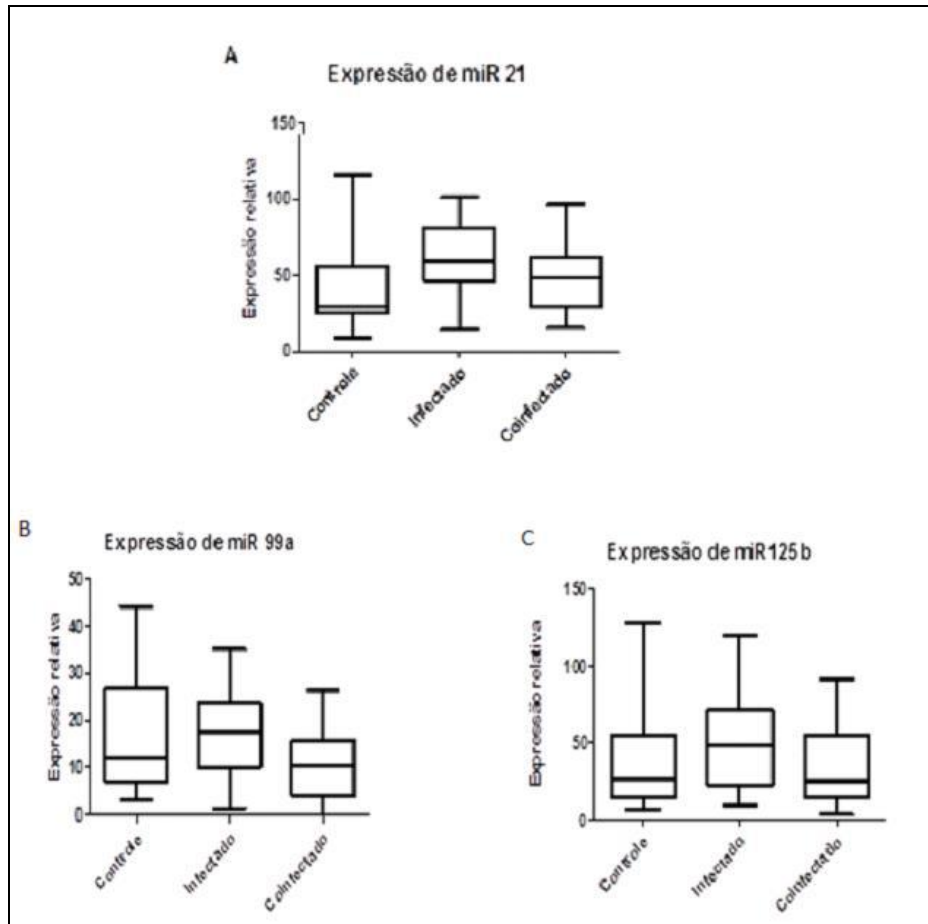 A
Expressão de miR 21
Expressão relativa
150
100
50
0
Controle
Infectado
Coinfectado
B
Expressão de miR 99a
Expressão relativa
50
40
30
20
10
0
Controle
Infectado
Coinfectado
C
Expressão de miR125b
Expressão relativa
150
100
50
0
Controle
Infectado
Coinfectado